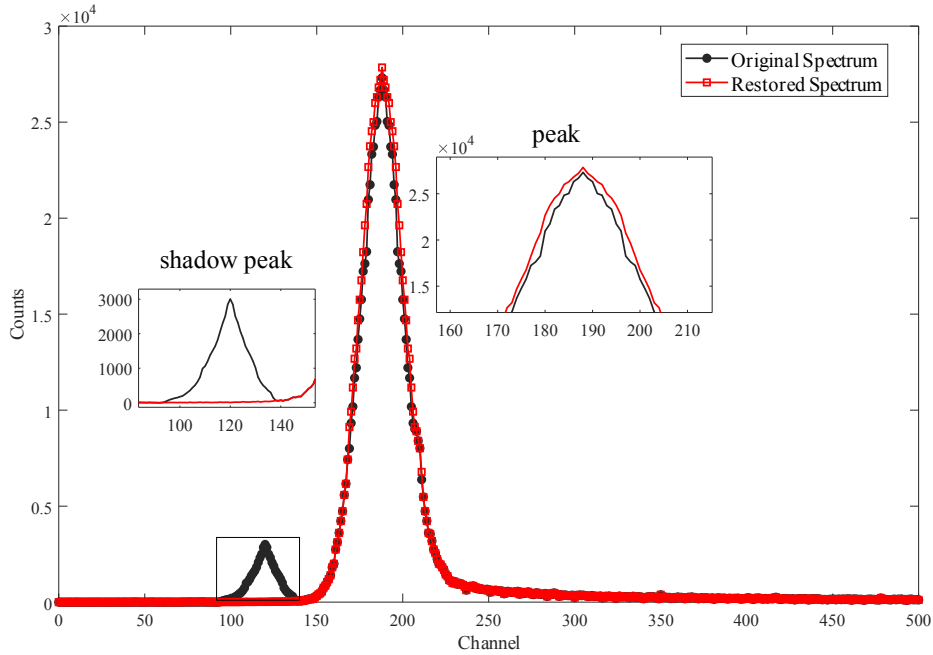 ×10⁴
3
2.5
2
1.5
1
0.5
0
Counts
0 50 100 150 200 250 300 350 400 450 500
Channel
Original Spectrum
Restored Spectrum
shadow peak
3000
2000
1000
0
100 120 140
peak
×10⁴
2.5
2
1.5
160 170 180 190 200 210